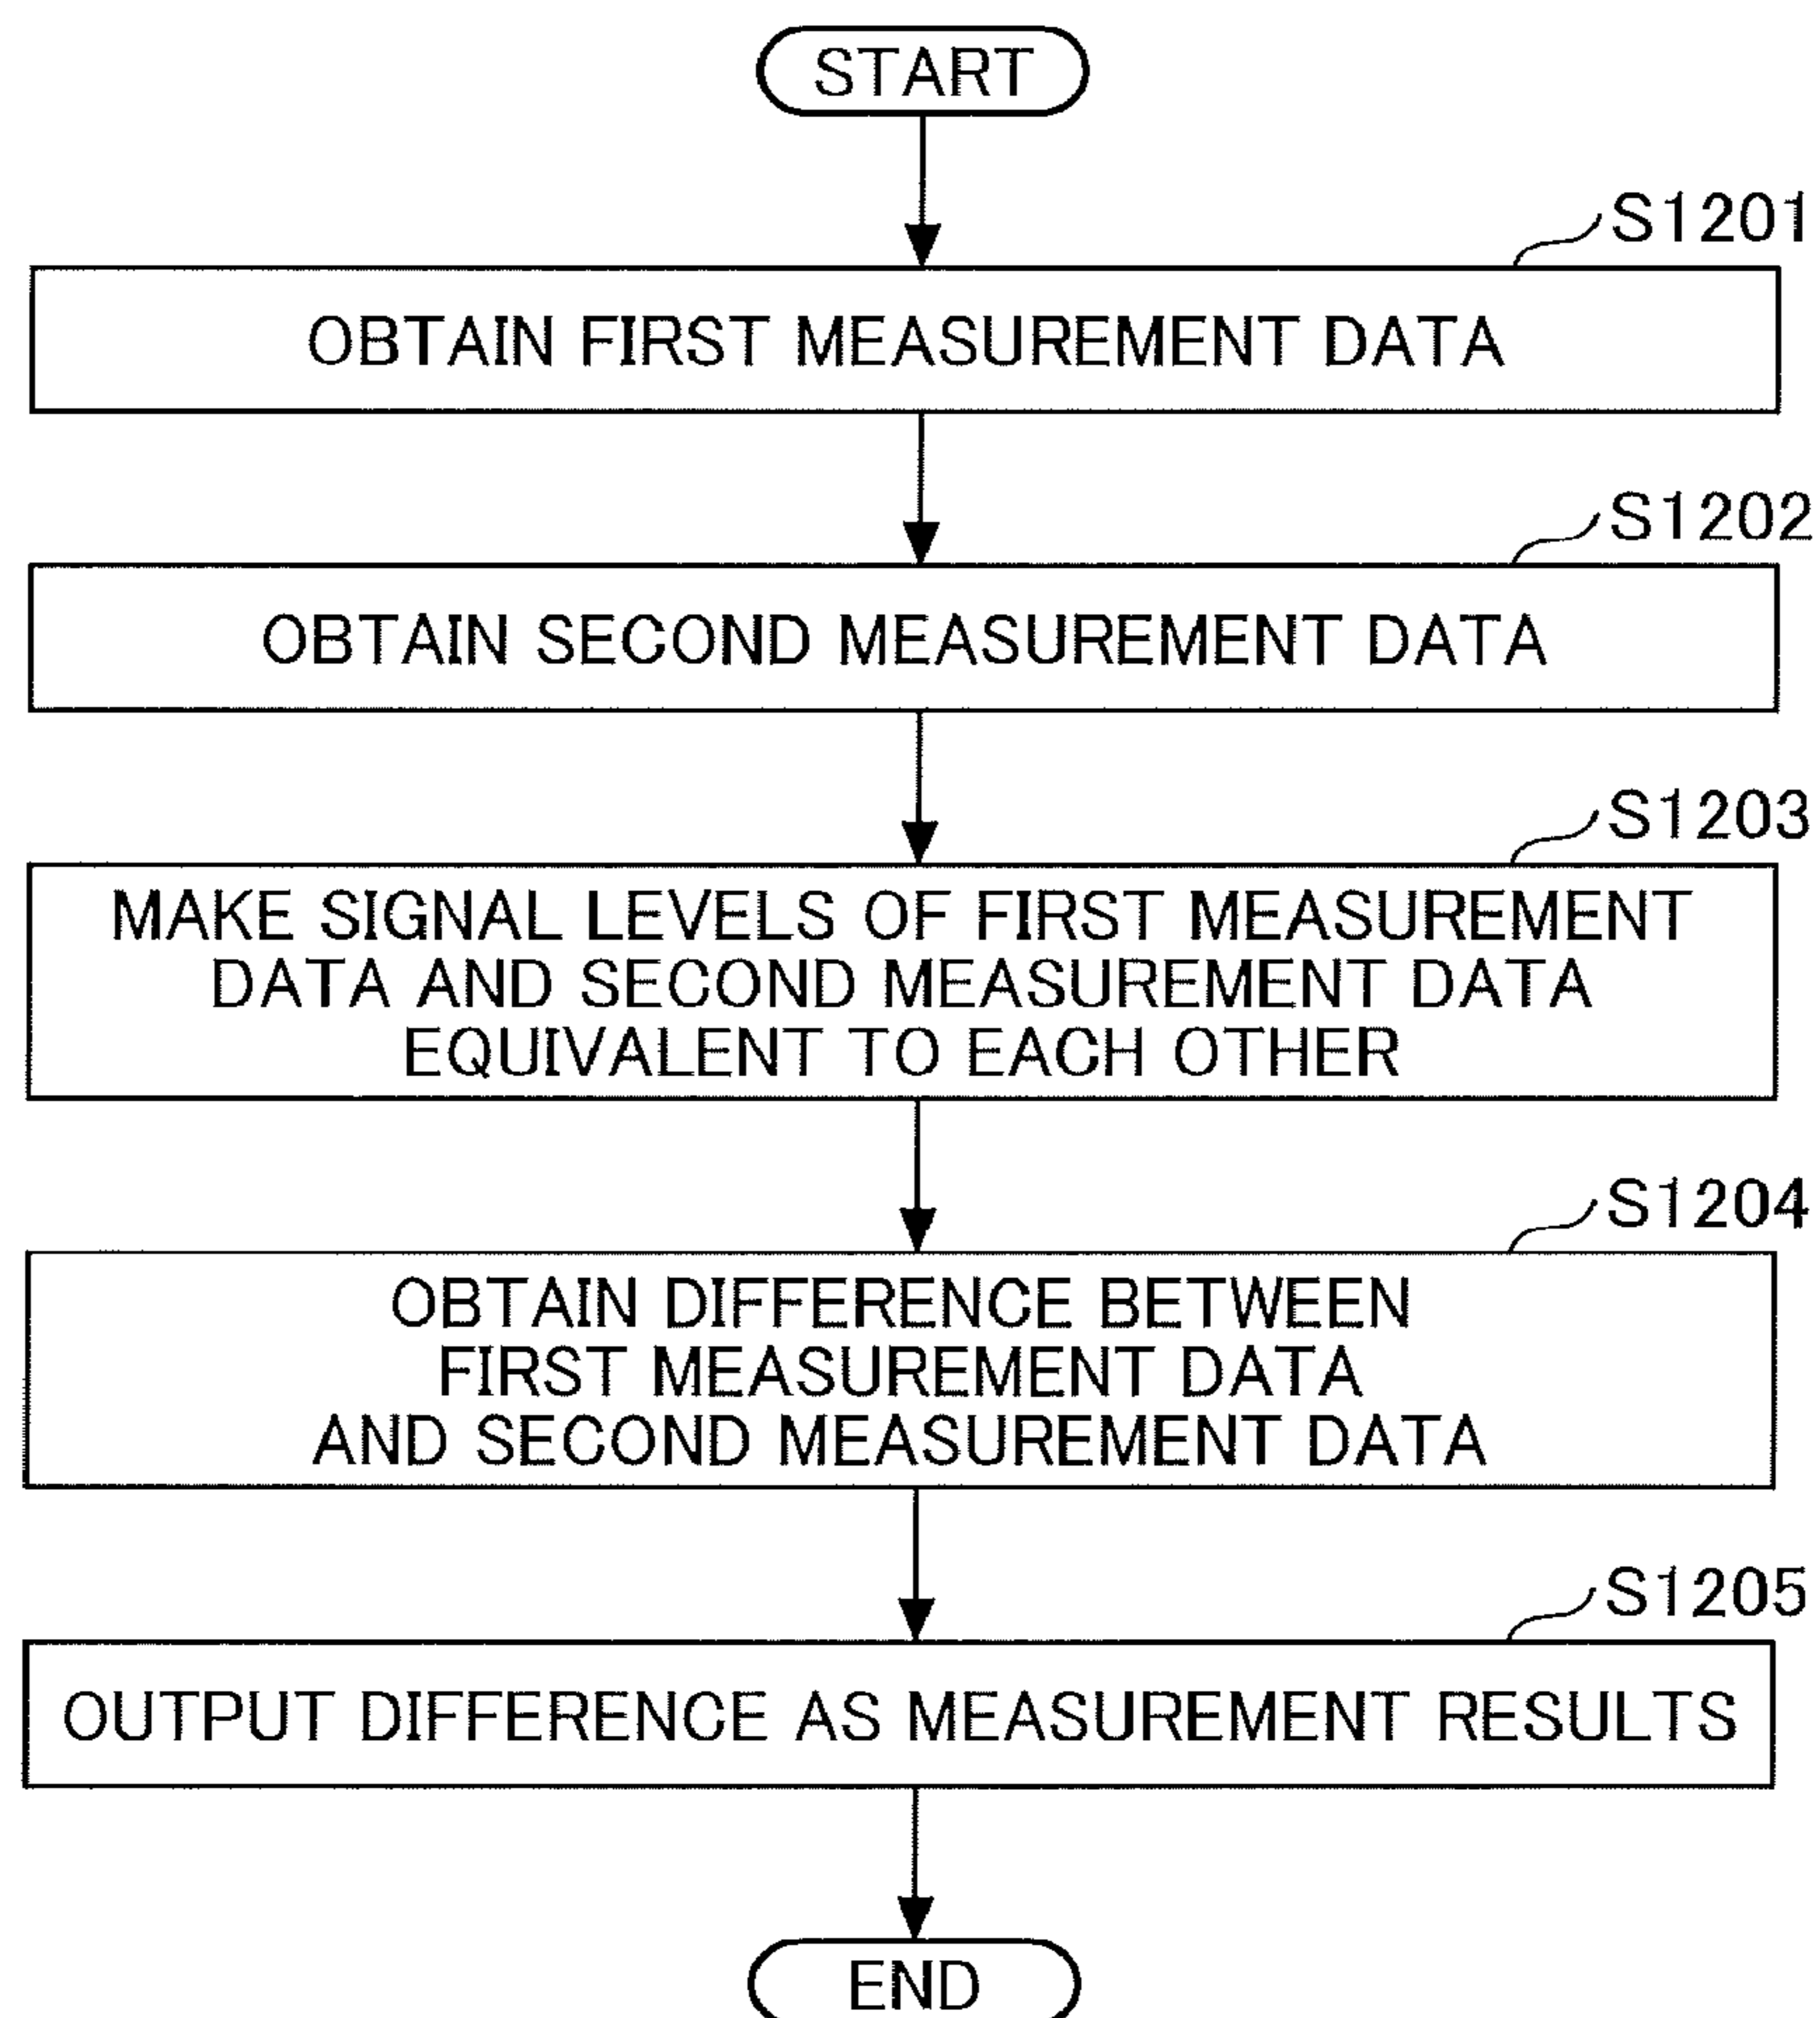 START
S1201
OBTAIN FIRST MEASUREMENT DATA
S1202
OBTAIN SECOND MEASUREMENT DATA
S1203
MAKE SIGNAL LEVELS OF FIRST MEASUREMENT
DATA AND SECOND MEASUREMENT DATA
EQUIVALENT TO EACH OTHER
S1204
OBTAIN DIFFERENCE BETWEEN
FIRST MEASUREMENT DATA
AND SECOND MEASUREMENT DATA
S1205
OUTPUT DIFFERENCE AS MEASUREMENT RESULTS
END